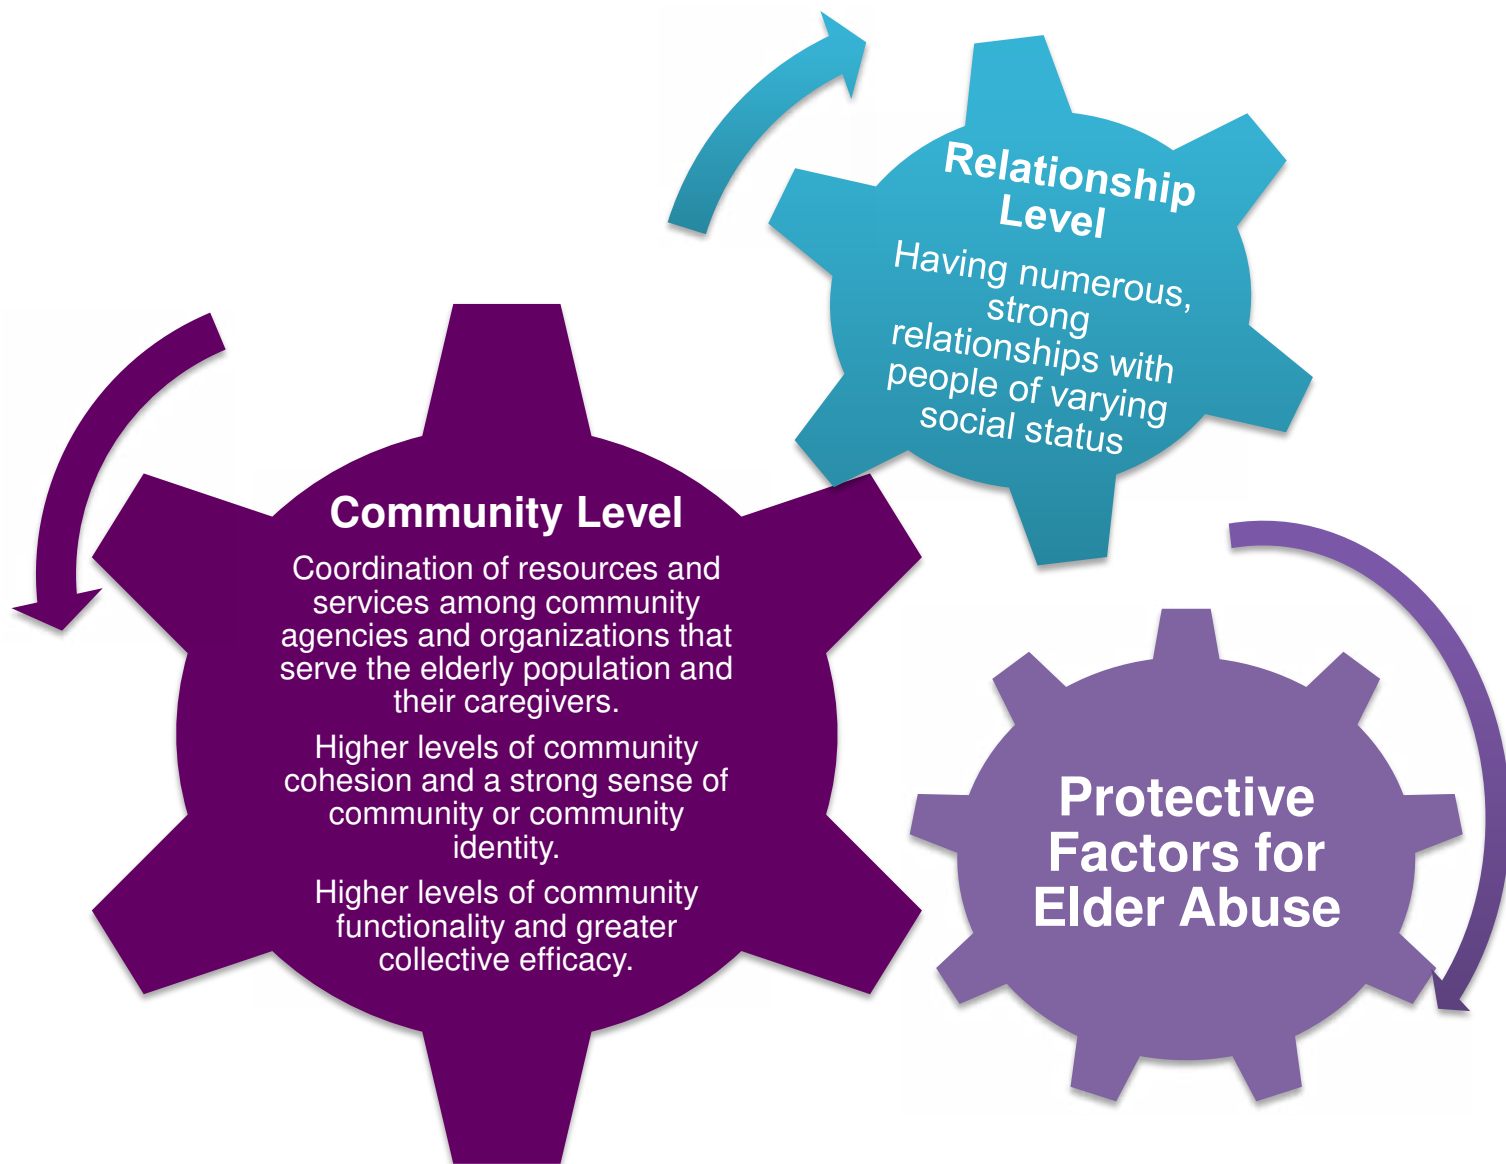 Relationship
Level
Having numerous,
strong
relationships with
people of varying
social status
Community Level
Coordination of resources and
services among community
agencies and organizations that
serve the elderly population and
their caregivers.
Higher levels of community
cohesion and a strong sense of
community or community
identity.
Higher levels of community
functionality and greater
collective efficacy.
Protective
Factors for
Elder Abuse